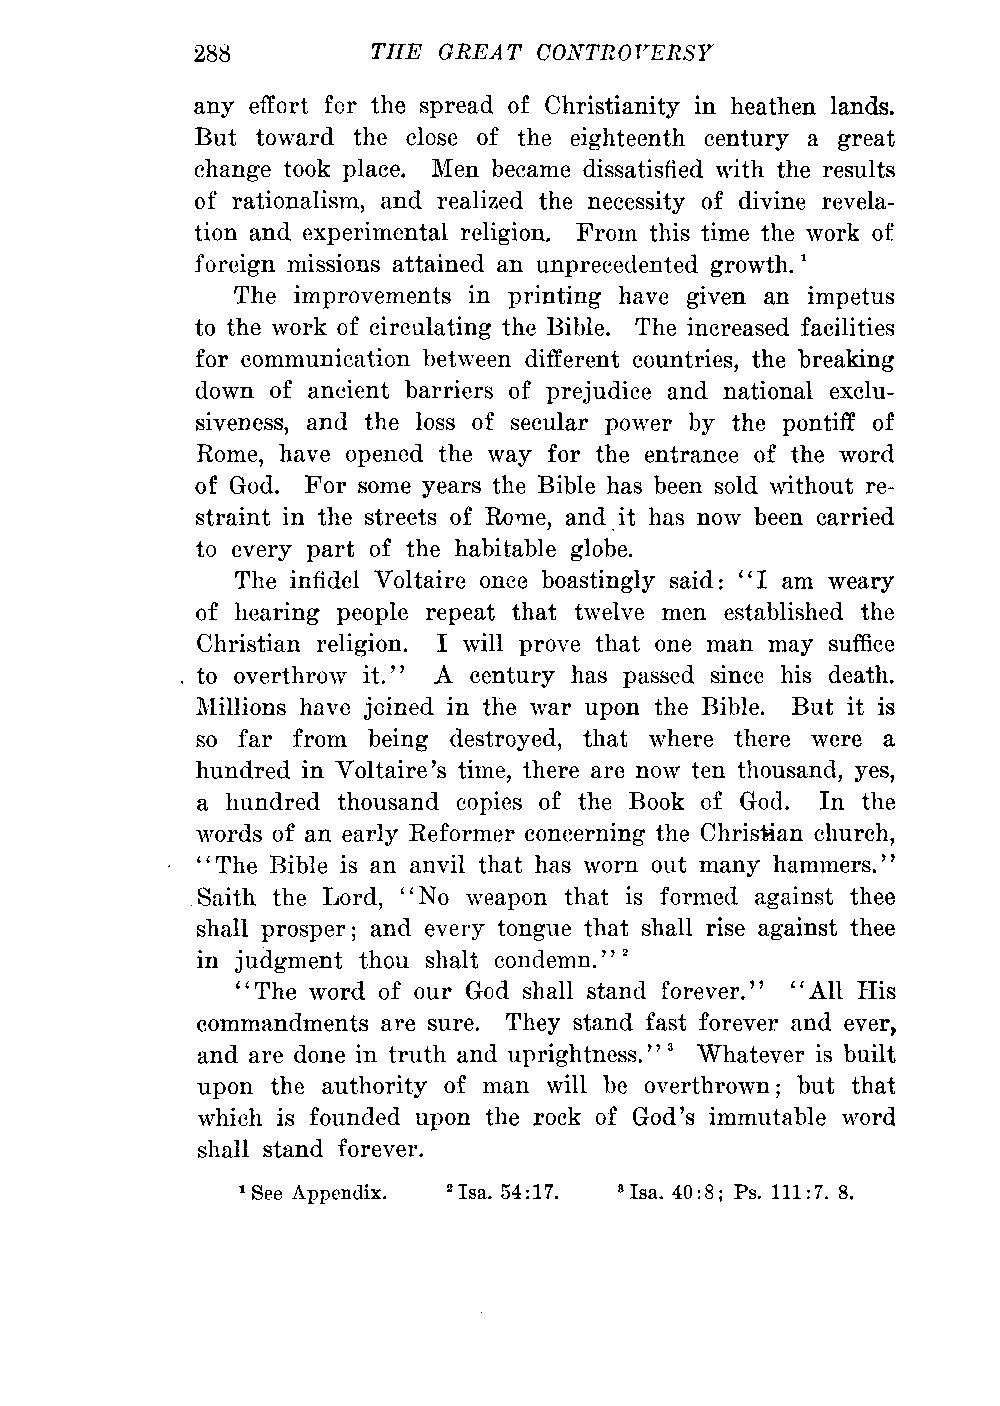 288 THE GREAT CONTROVERSY
any effort for the spread of Christianity in heathen lands.
But toward the close of the eighteenth century a great
change took place. Men became dissatisfied with the results
of rationalism, and realized the necessity of divine revela-
tion and experimental religion. From this time the work of
foreign missions attained an unprecedented growth.¹
The improvements in printing have given an impetus
to the work of circulating the Bible. The increased facilities
for communication between different countries, the breaking
down of ancient barriers of prejudice and national exclu-
siveness, and the loss of secular power by the pontiff of
Rome, have opened the way for the entrance of the word
of God. For some years the Bible has been sold without re-
straint in the streets of Rome, and it has now been carried
to every part of the habitable globe.
The infidel Voltaire once boastingly said: "I am weary
of hearing people repeat that twelve men established the
Christian religion. I will prove that one man may suffice
to overthrow it." A century has passed since his death.
Millions have joined in the war upon the Bible. But it is
so far from being destroyed, that where there were a
hundred in Voltaire's time, there are now ten thousand, yes,
a hundred thousand copies of the Book of God. In the
words of an early Reformer concerning the Christian church,
"The Bible is an anvil that has worn out many hammers."
Saith the Lord, "No weapon that is formed against thee
shall prosper; and every tongue that shall rise against thee
in judgment thou shalt condemn."²
"The word of our God shall stand forever." "All His
commandments are sure. They stand fast forever and ever,
and are done in truth and uprightness."³ Whatever is built
upon the authority of man will be overthrown; but that
which is founded upon the rock of God's immutable word
shall stand forever.
¹ See Appendix. ² Isa. 54:17. ³ Isa. 40:8; Ps. 111:7. 8.